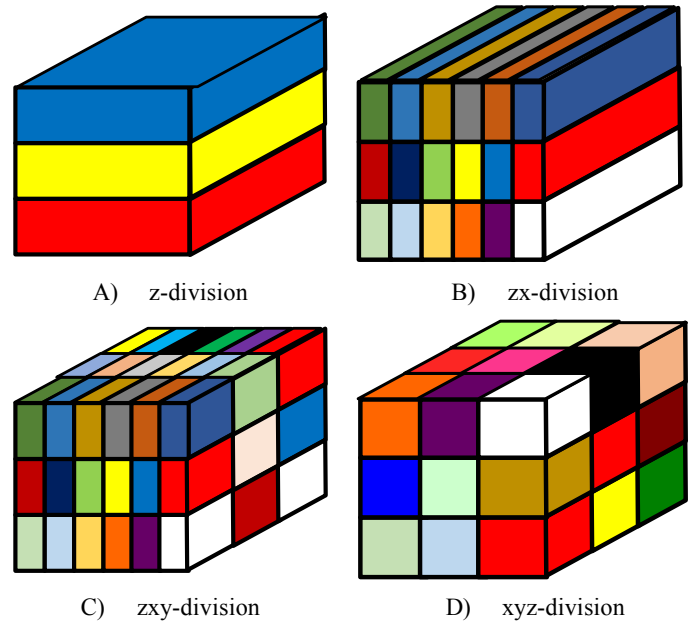 A) z-division
B) zx-division
C) zxy-division
D) xyz-division